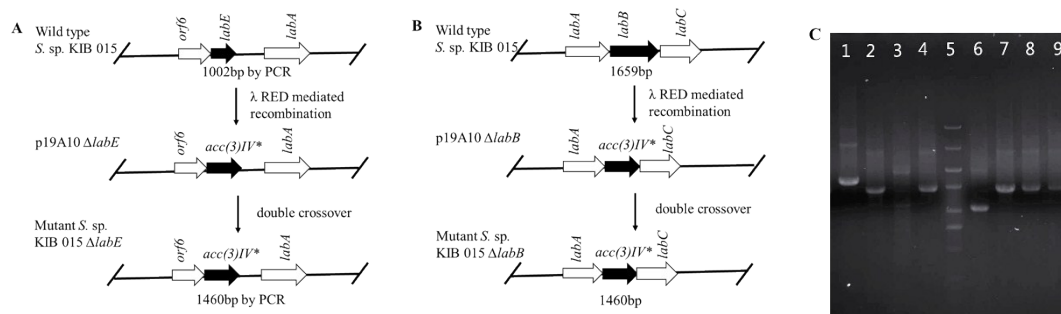 A
Wild type
S. sp. KIB 015
orf6
labE
labA
1002bp by PCR
λ RED mediated
recombination
p19A10 ΔlabE
orf6
acc(3)IV*
labA
double crossover
Mutant S. sp.
KIB 015 ΔlabE
orf6
acc(3)IV*
labA
1460bp by PCR
B
Wild type
S. sp. KIB 015
labA
labB
labC
1659bp
λ RED mediated
recombination
p19A10 ΔlabB
labA
acc(3)IV*
labC
double crossover
Mutant S. sp.
KIB 015 ΔlabB
labA
acc(3)IV*
labC
1460bp
C
1 2 3 4 5 6 7 8 9